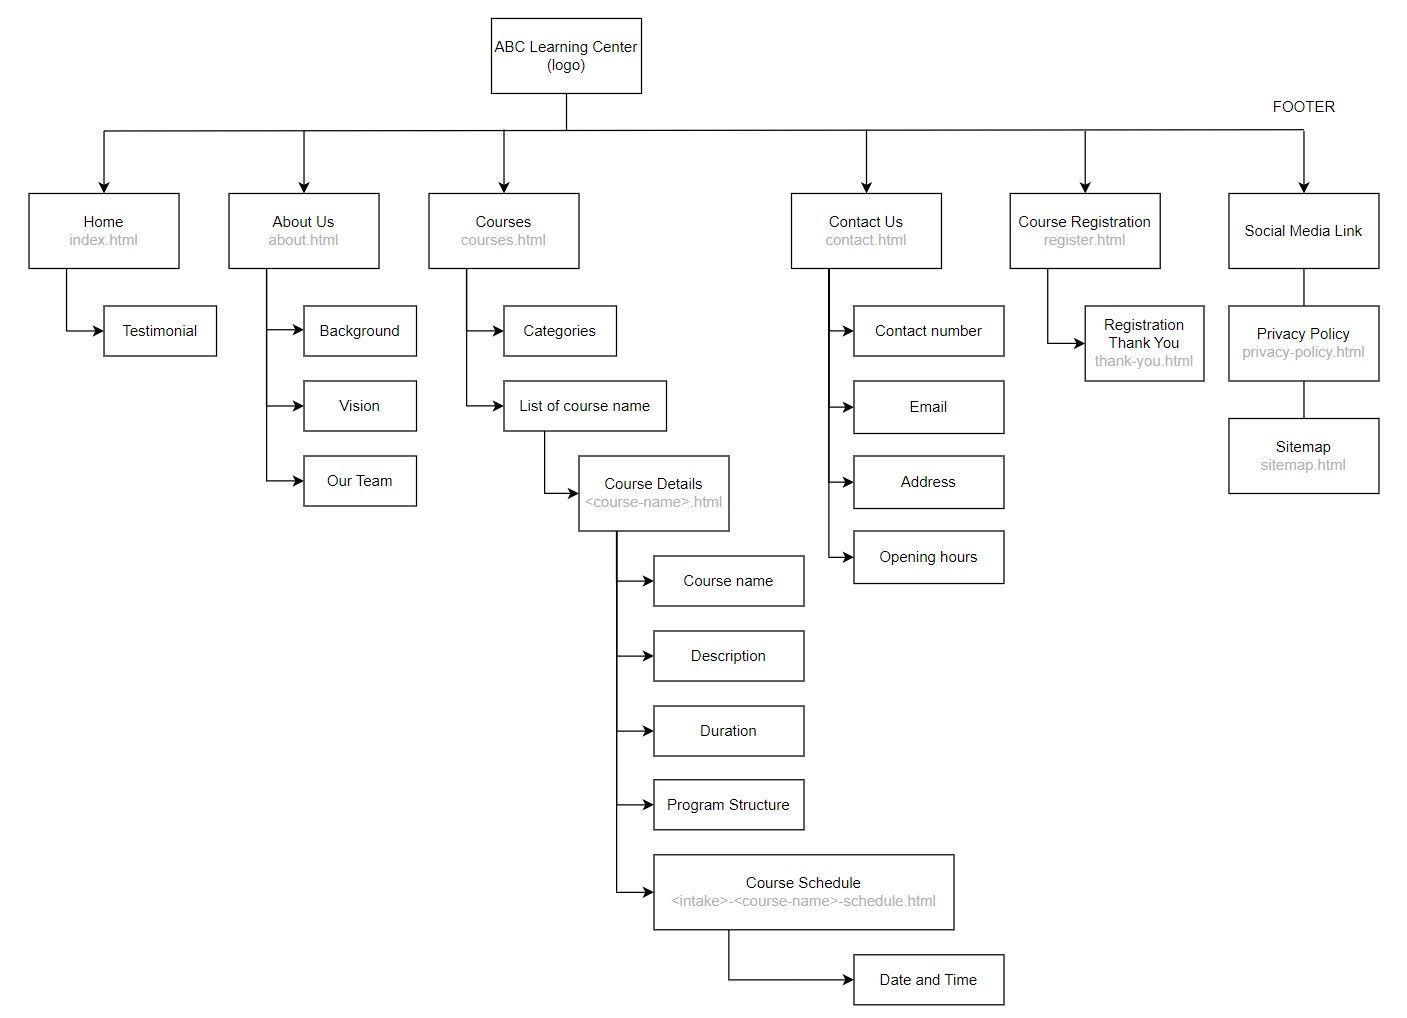 ABC Learning Center
(logo)
FOOTER
Home
index.html
About Us
about.html
Courses
courses.html
Contact Us
contact.html
Course Registration
register.html
Social Media Link
Testimonial
Background
Vision
Our Team
Categories
List of course name
Course Details
<course-name>.html
Course name
Description
Duration
Program Structure
Course Schedule
<intake>-<course-name>-schedule.html
Date and Time
Contact number
Email
Address
Opening hours
Registration
Thank You
thank-you.html
Privacy Policy
privacy-policy.html
Sitemap
sitemap.html